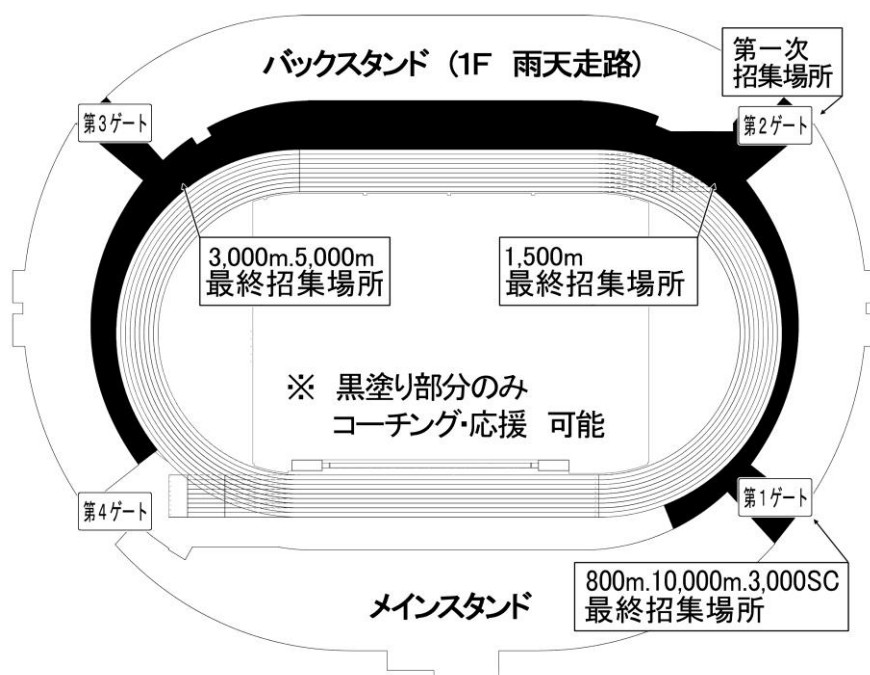 バックスタンド (1F 雨天走路)
第一次
招集場所
第3ゲート
第2ゲート
3,000m.5,000m
最終招集場所
1,500m
最終招集場所
※ 黒塗り部分のみ
コーチング・応援 可能
第4ゲート
第1ゲート
800m.10,000m.3,000SC
最終招集場所
メインスタンド